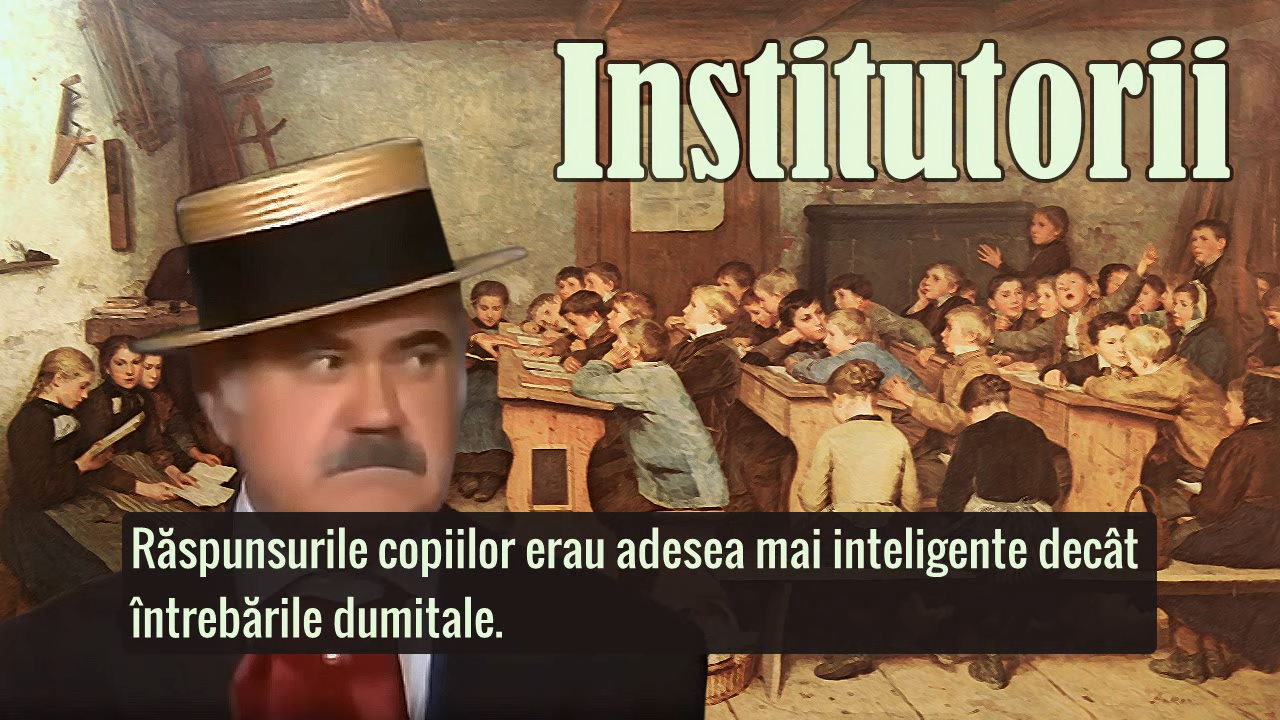 Institutorii
Răspunsurile copiilor erau adesea mai inteligente decât
întrebările dumitale.